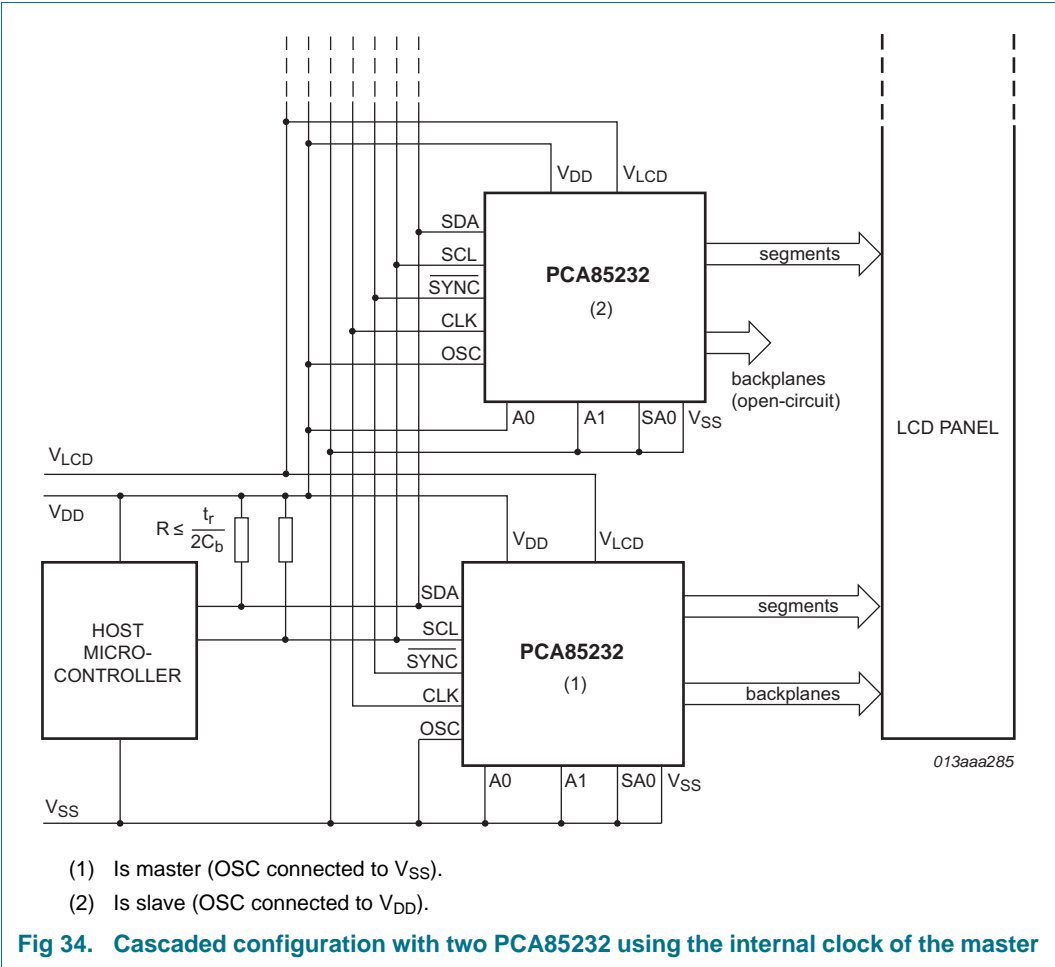 VDD
VLCD
SDA
SCL
SYNC
CLK
OSC
PCA85232
(2)
segments
backplanes
(open-circuit)
A0
A1
SA0
VSS
LCD PANEL
VLCD
VDD
R ≤ tr
2Cb
VDD
VLCD
HOST
MICRO-
CONTROLLER
SDA
SCL
SYNC
CLK
OSC
PCA85232
(1)
segments
backplanes
A0
A1
SA0
VSS
013aaa285
VSS
(1) Is master (OSC connected to VSS).
(2) Is slave (OSC connected to VDD).
Fig 34. Cascaded configuration with two PCA85232 using the internal clock of the master